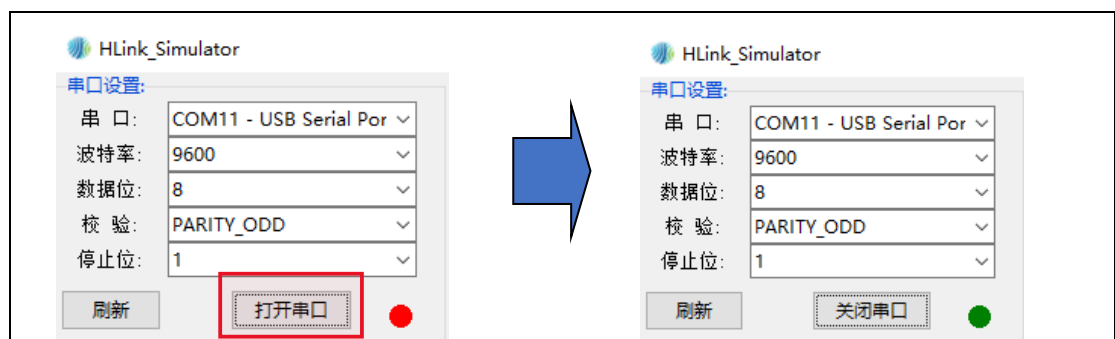 HLink_Simulator
串口设置:
串 口: COM11 - USB Serial Por
波特率: 9600
数据位: 8
校 验: PARITY_ODD
停止位: 1
刷新 打开串口
HLink_Simulator
串口设置:
串 口: COM11 - USB Serial Por
波特率: 9600
数据位: 8
校 验: PARITY_ODD
停止位: 1
刷新 关闭串口